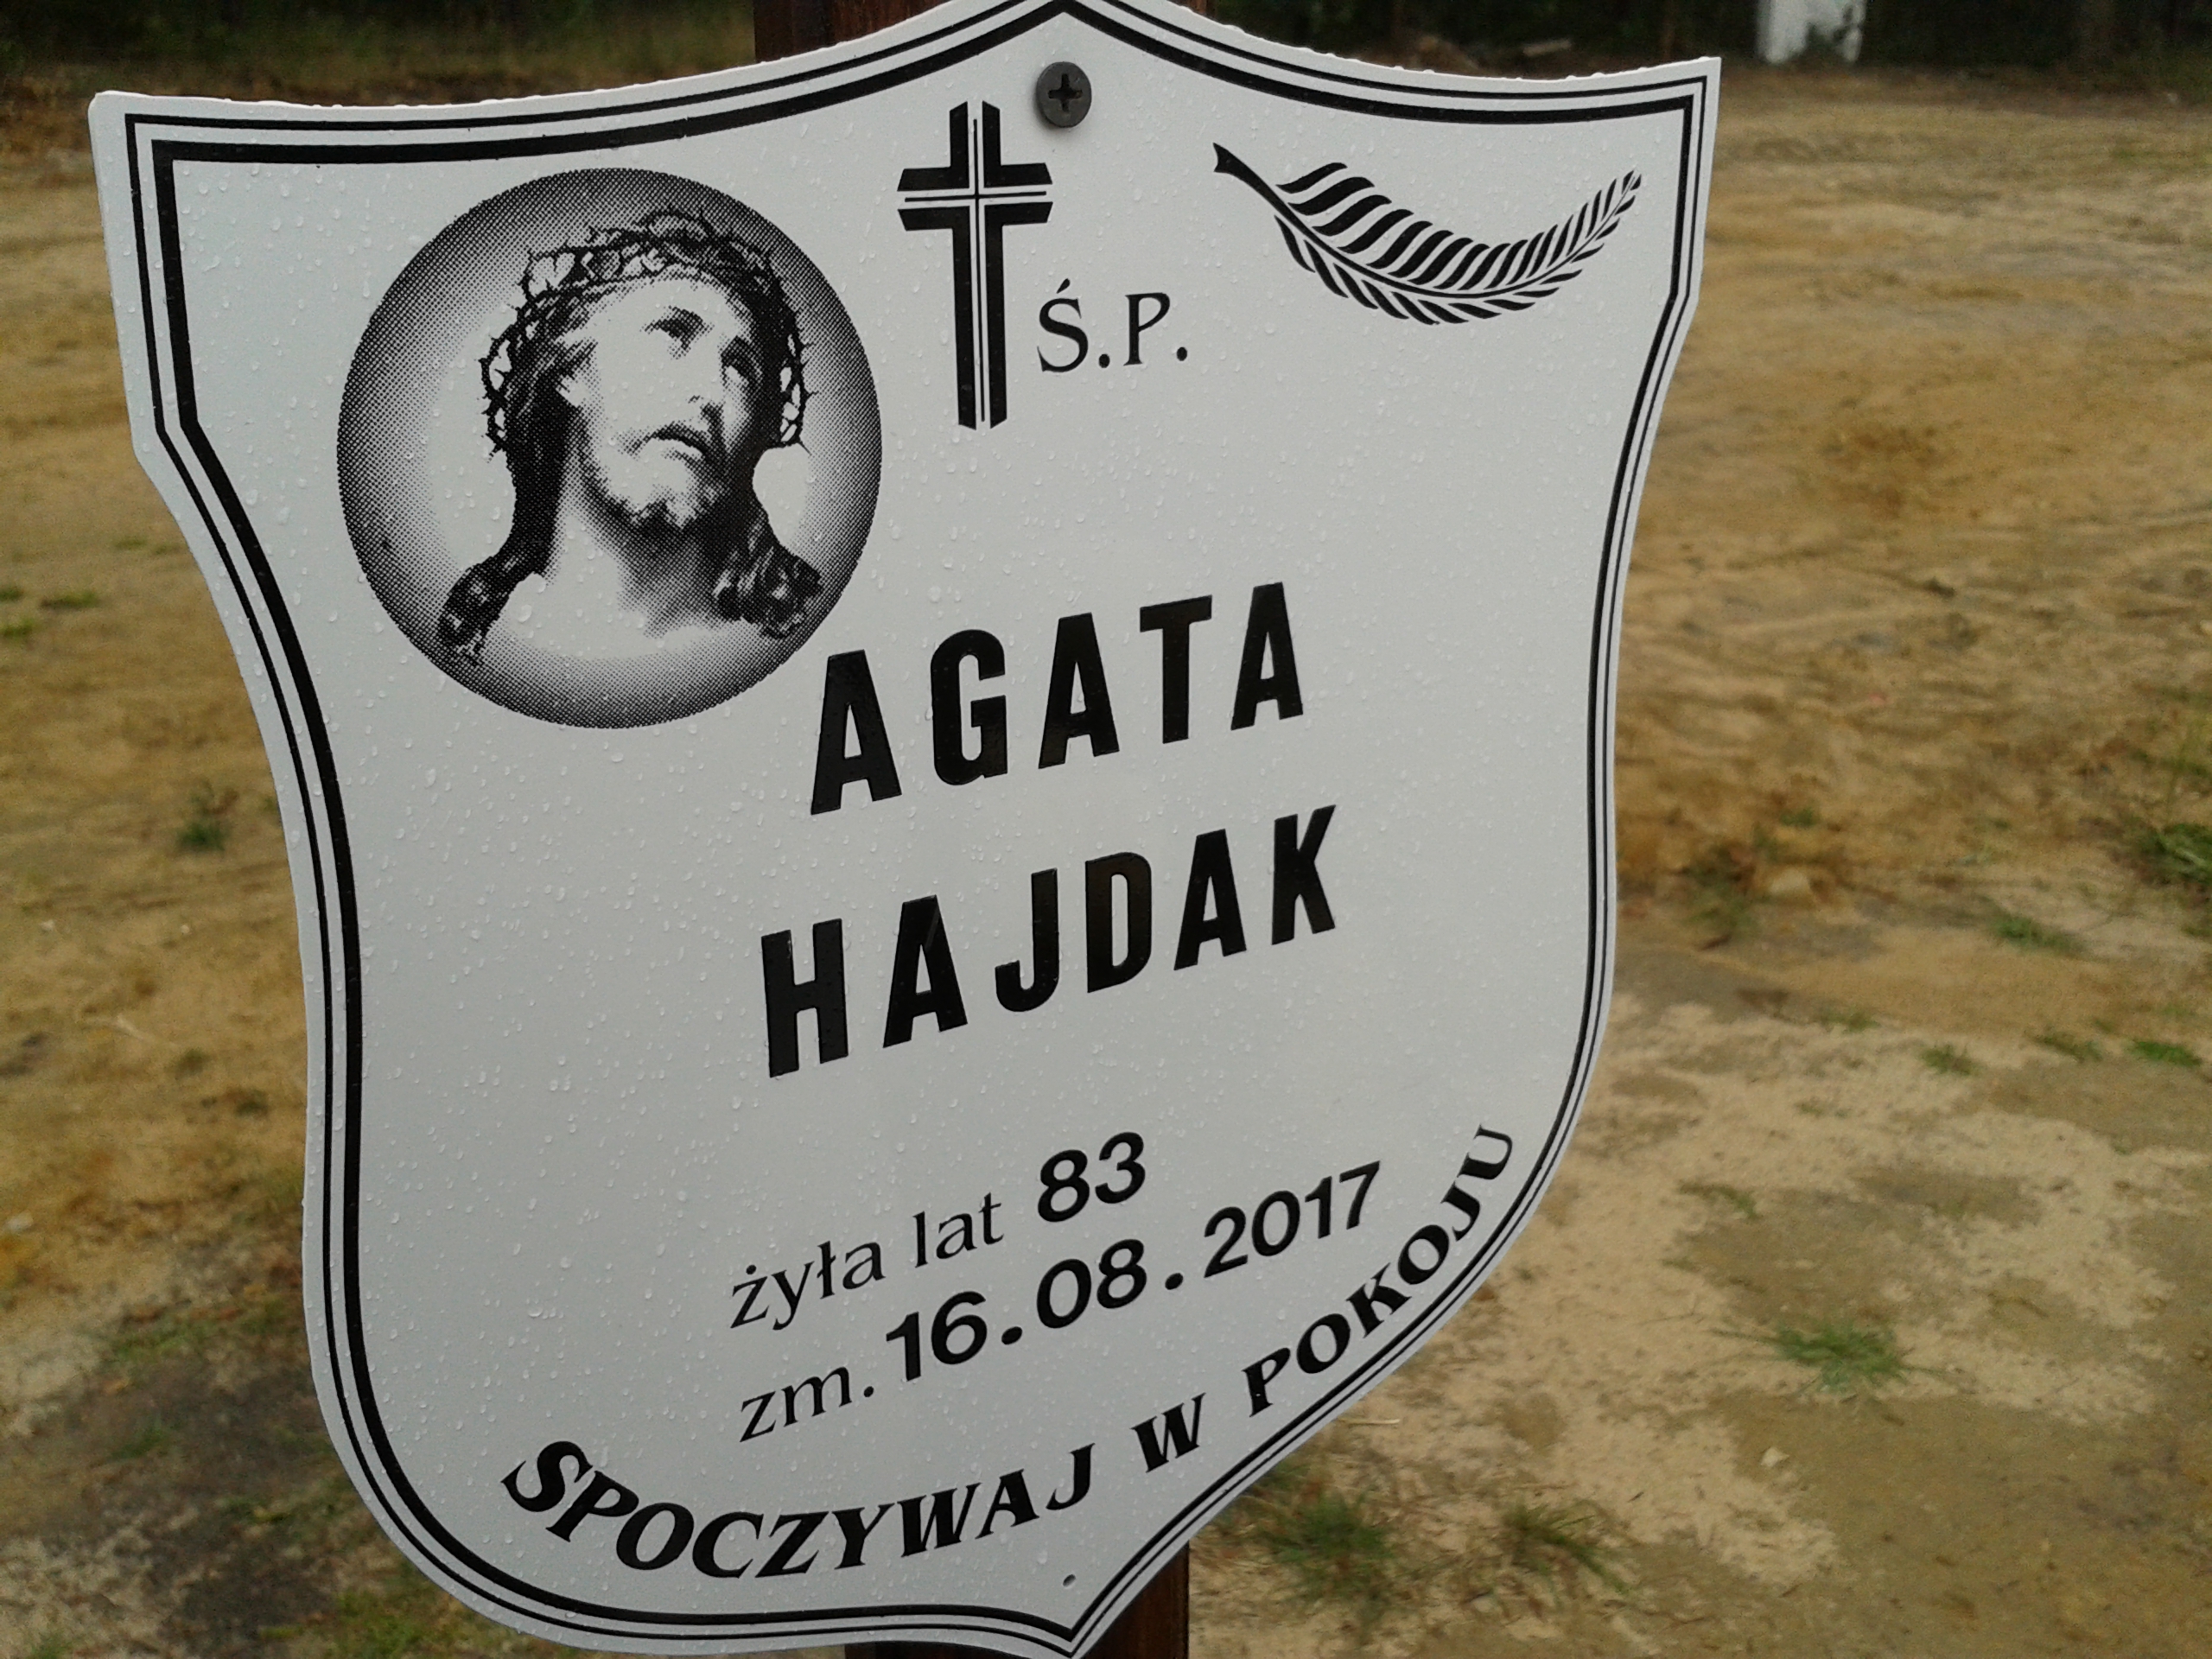 Ś.P.
AGATA
HAJDAK
żyła lat 83
zm. 16.08.2017
SPOCZYWAJ W POKOJU